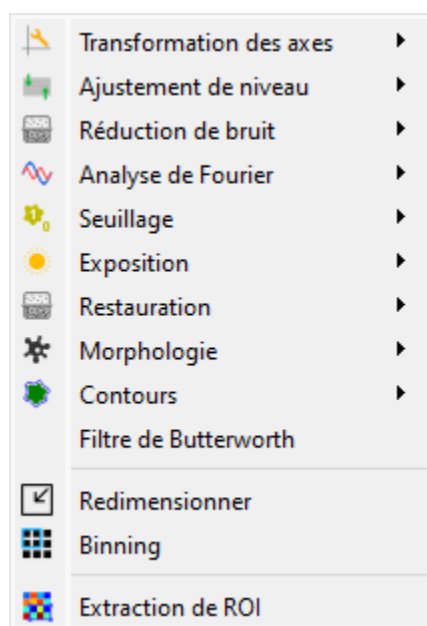 Transformation des axes
Ajustement de niveau
Réduction de bruit
Analyse de Fourier
Seuillage
Exposition
Restauration
Morphologie
Contours
Filtre de Butterworth
Redimensionner
Binning
Extraction de ROI